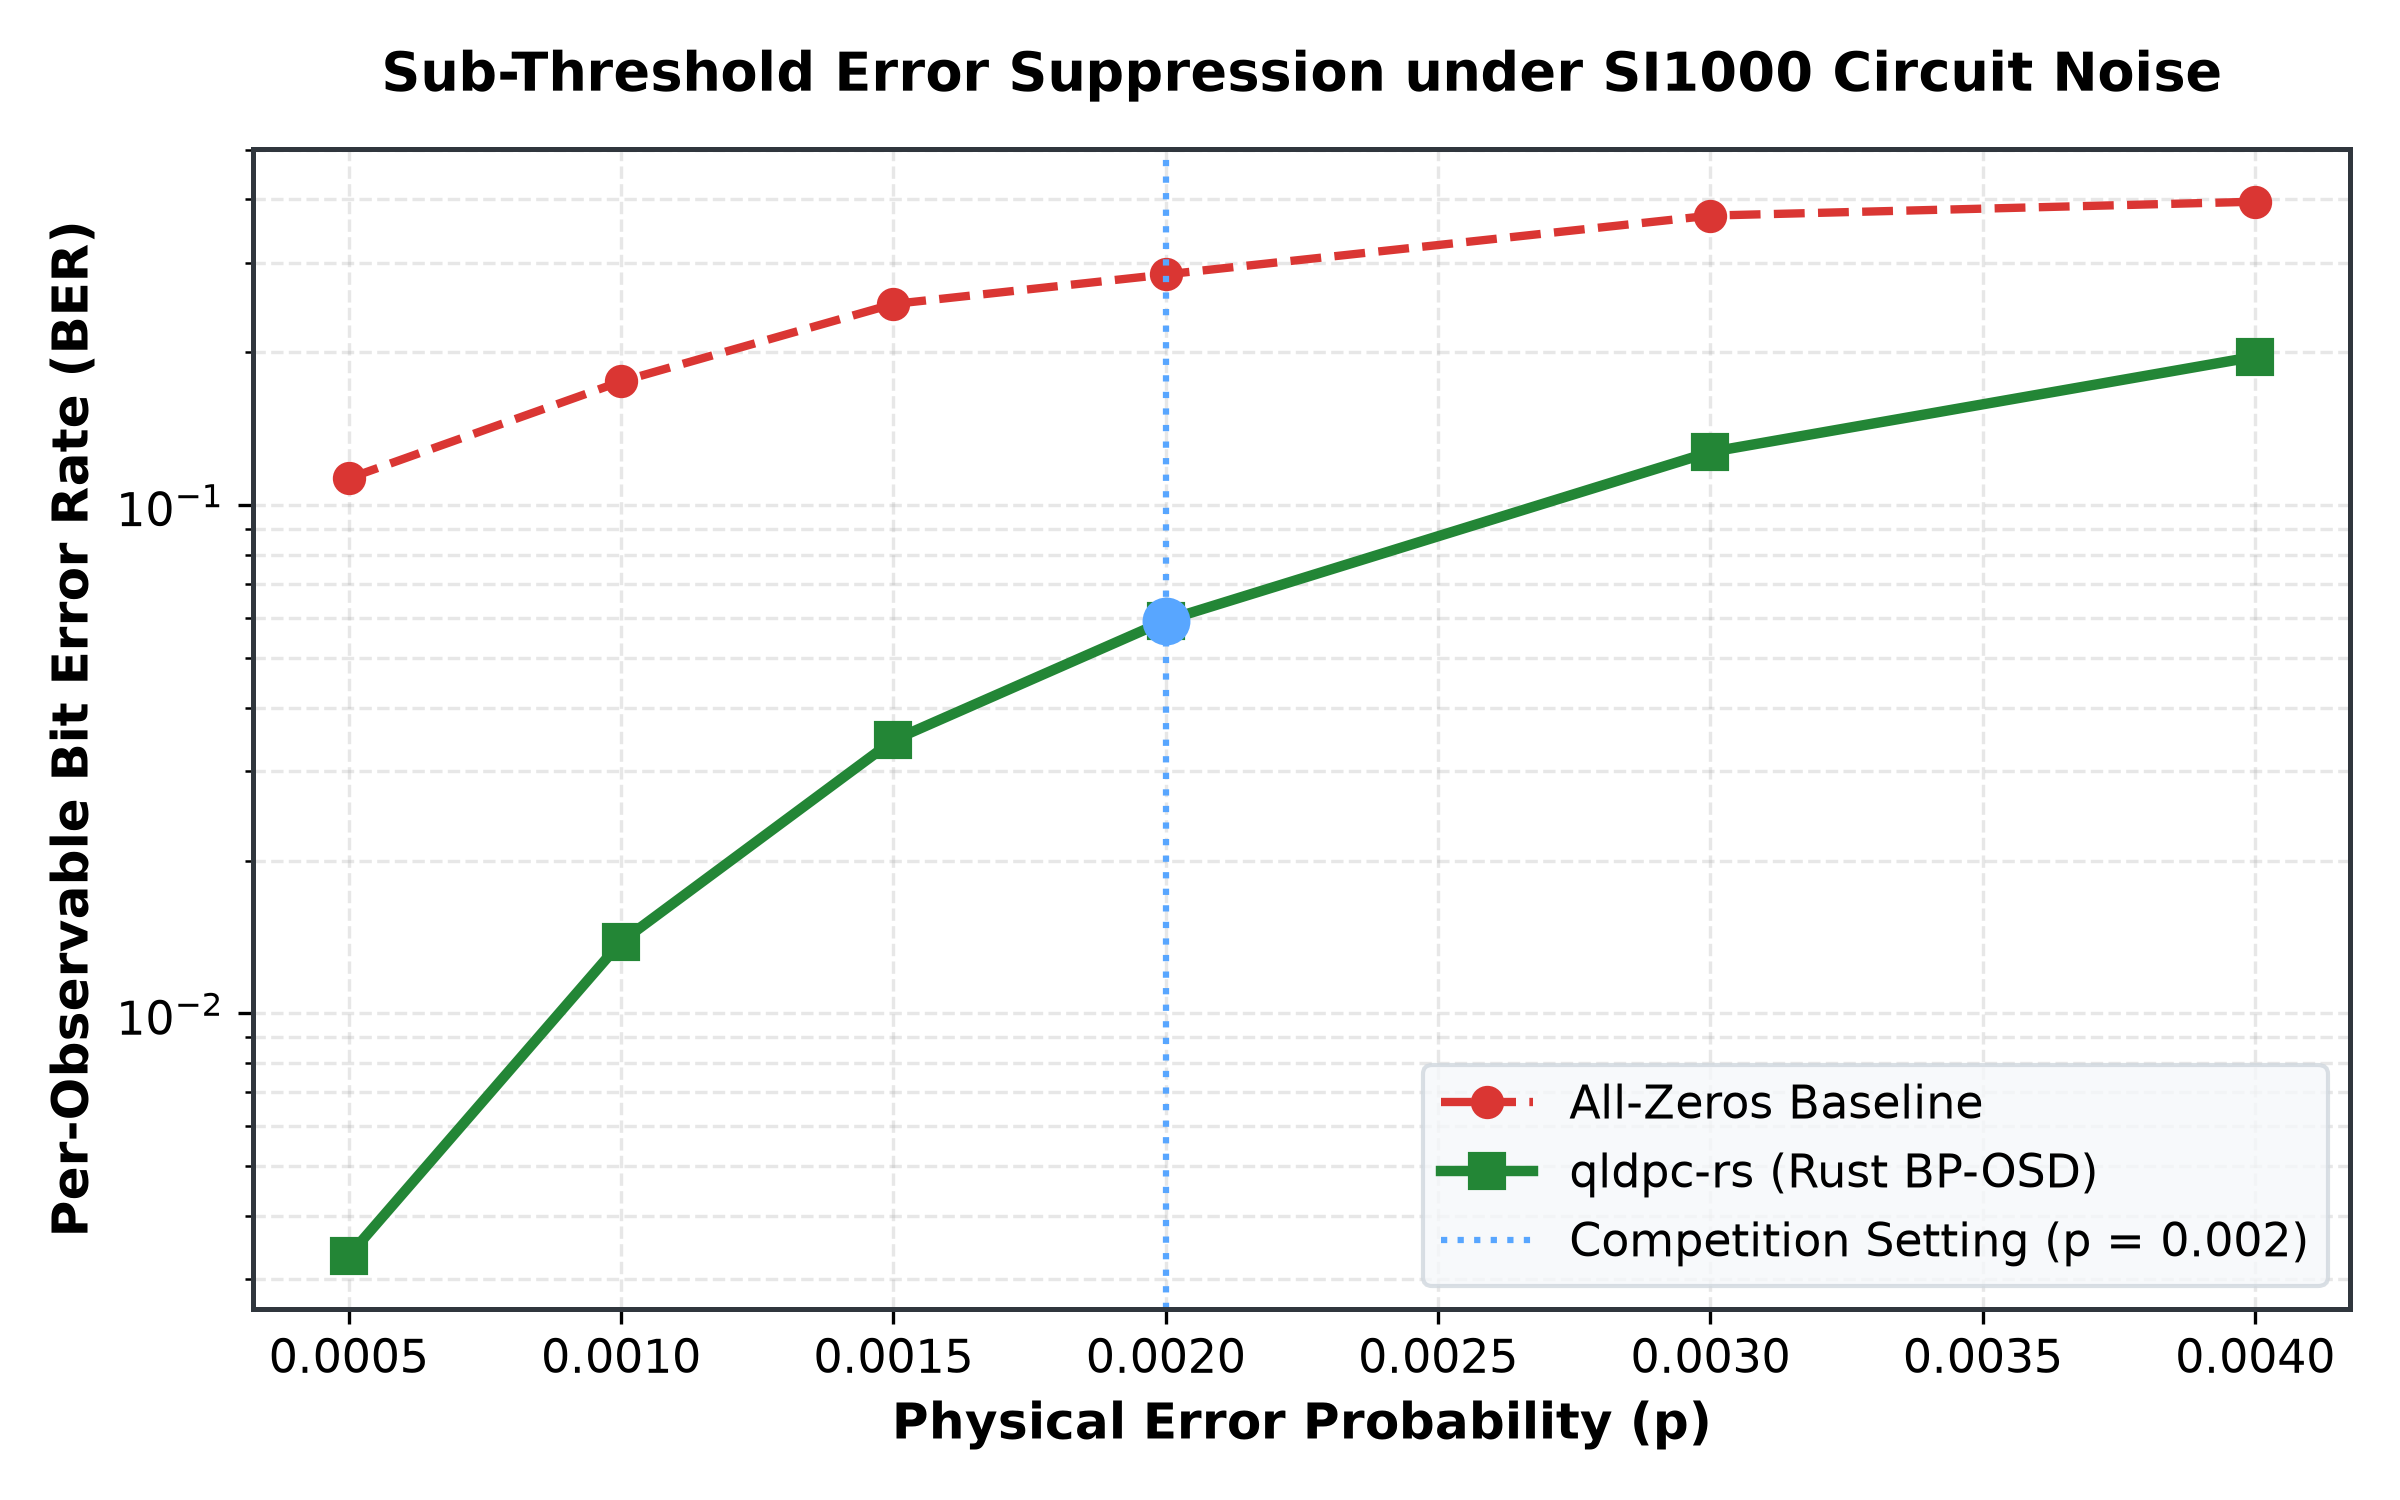 Sub-Threshold Error Suppression under SI1000 Circuit Noise
Per-Observable Bit Error Rate (BER)
10⁻¹
10⁻²
All-Zeros Baseline
qldpc-rs (Rust BP-OSD)
Competition Setting (p = 0.002)
0.0005 0.0010 0.0015 0.0020 0.0025 0.0030 0.0035 0.0040
Physical Error Probability (p)